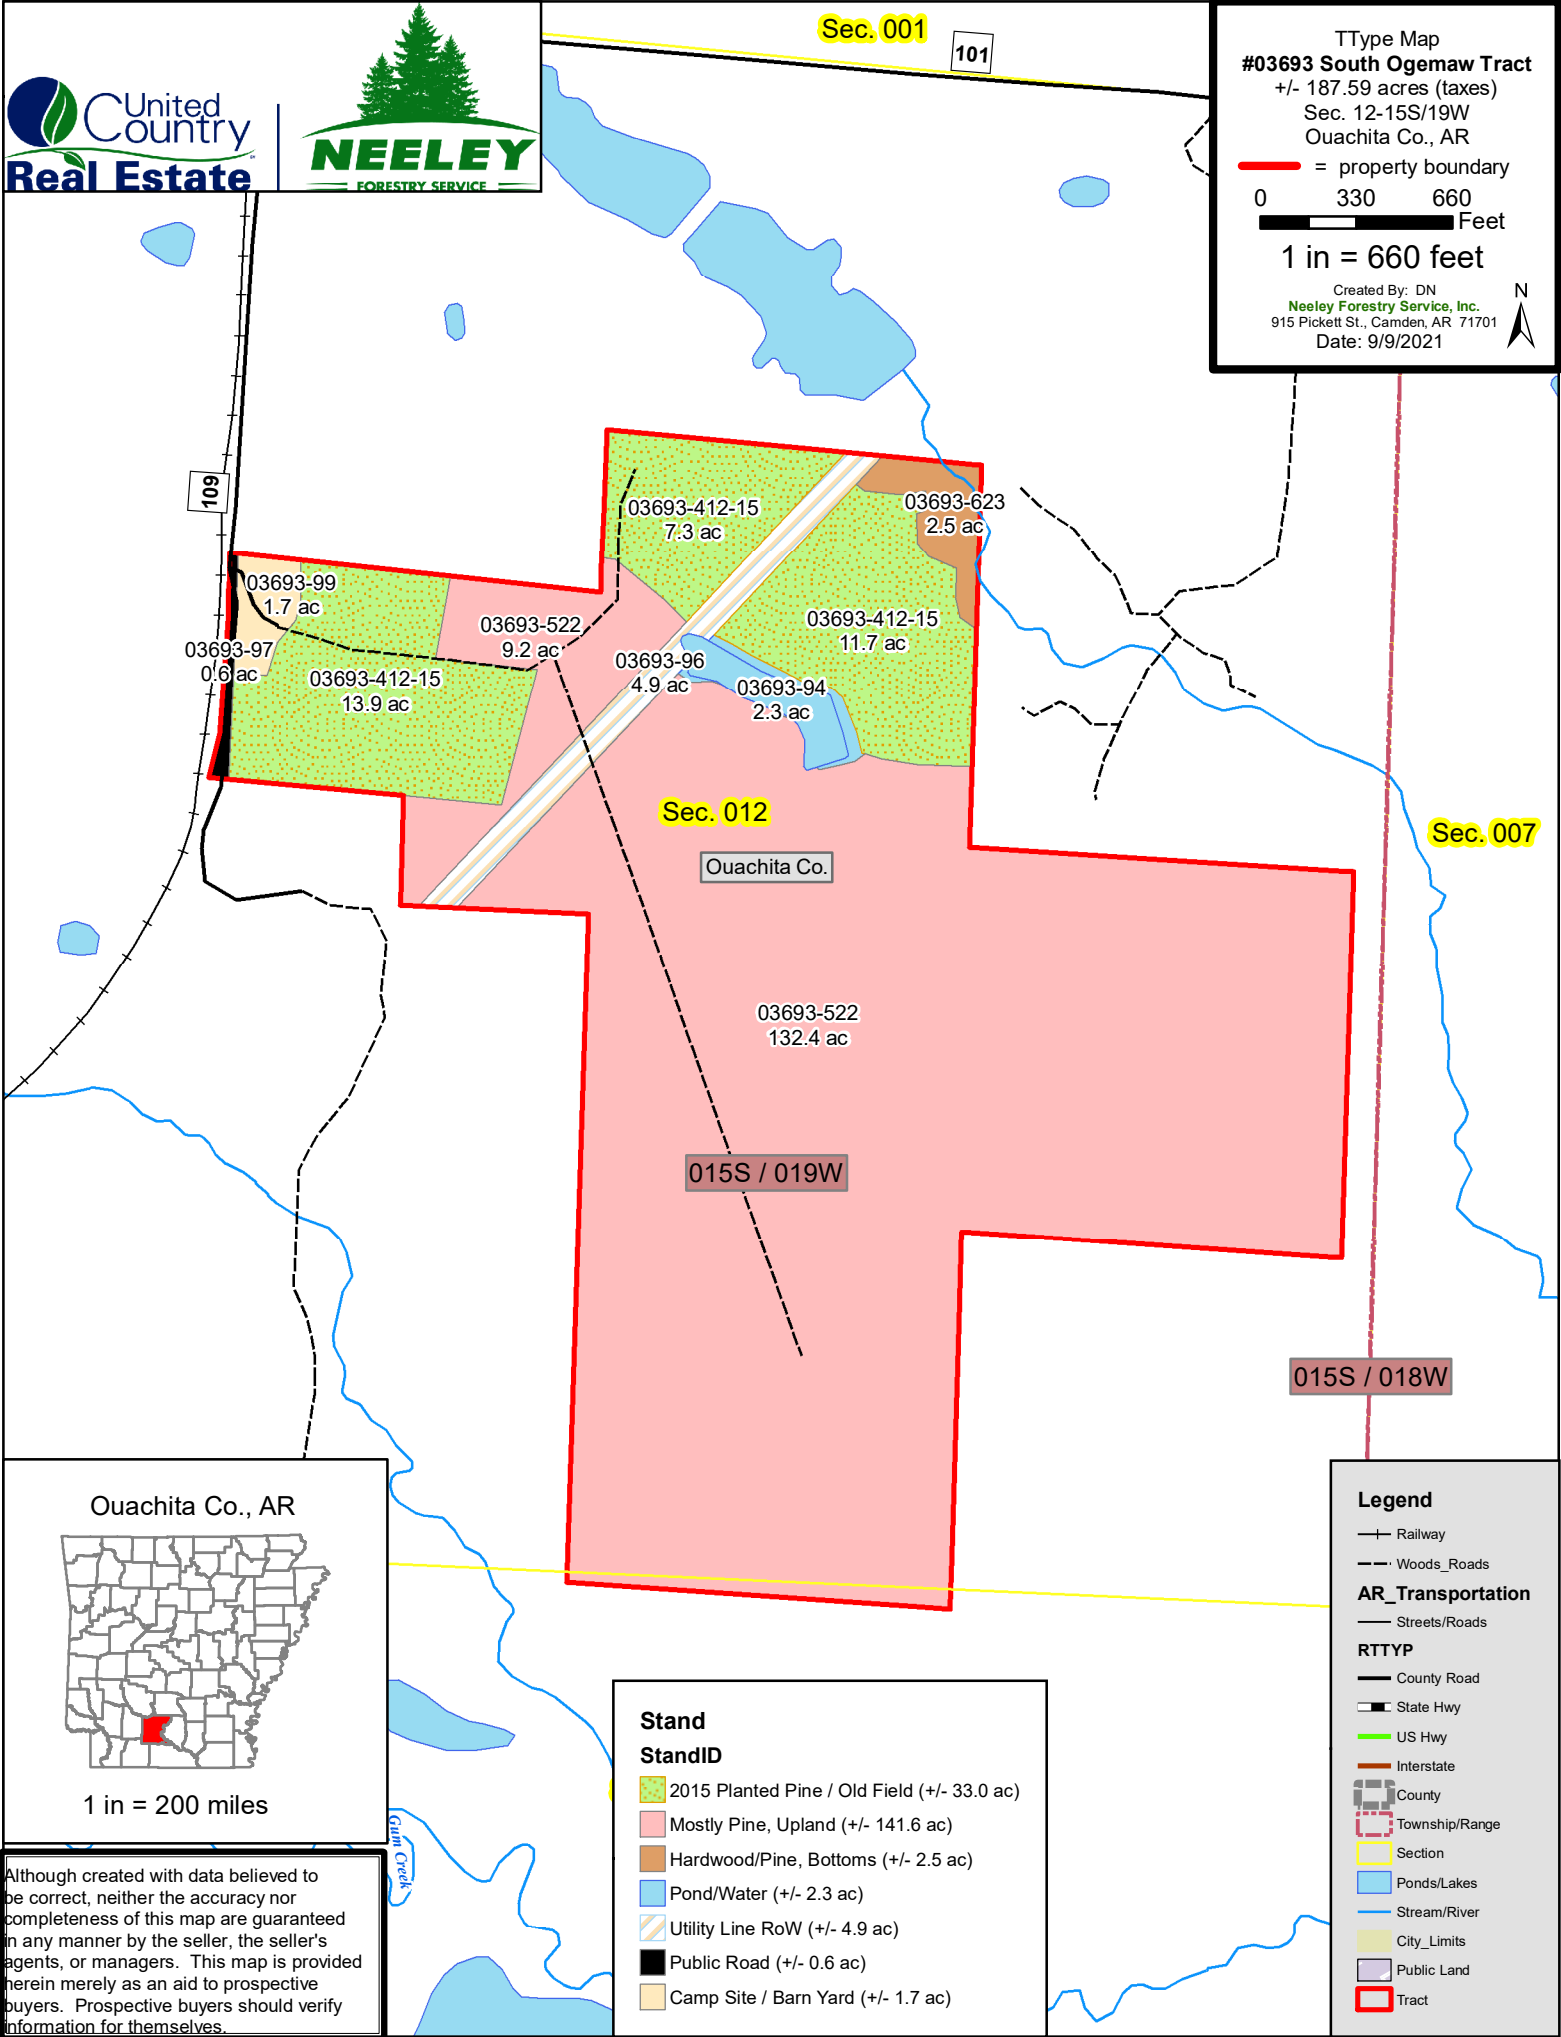 United
Country
Real Estate
NEELEY
FORESTRY SERVICE
Sec. 001
101
TType Map
#03693 South Ogemaw Tract
+/- 187.59 acres (taxes)
Sec. 12-15S/19W
Ouachita Co., AR
= property boundary
0 330 660
Feet
1 in = 660 feet
Created By: DN
Neeley Forestry Service, Inc.
915 Pickett St., Camden, AR 71701
Date: 9/9/2021
N
109
03693-412-15
7.3 ac
03693-623
2.5 ac
03693-99
1.7 ac
03693-522
9.2 ac
03693-412-15
11.7 ac
03693-97
0.6 ac
03693-412-15
13.9 ac
03693-96
4.9 ac
03693-94
2.3 ac
Sec. 012
Sec. 007
Ouachita Co.
03693-522
132.4 ac
015S / 019W
015S / 018W
Ouachita Co., AR
1 in = 200 miles
Gum Creek
Although created with data believed to
be correct, neither the accuracy nor
completeness of this map are guaranteed
in any manner by the seller, the seller's
agents, or managers. This map is provided
herein merely as an aid to prospective
buyers. Prospective buyers should verify
information for themselves.
Stand
StandID
2015 Planted Pine / Old Field (+/- 33.0 ac)
Mostly Pine, Upland (+/- 141.6 ac)
Hardwood/Pine, Bottoms (+/- 2.5 ac)
Pond/Water (+/- 2.3 ac)
Utility Line RoW (+/- 4.9 ac)
Public Road (+/- 0.6 ac)
Camp Site / Barn Yard (+/- 1.7 ac)
Legend
Railway
Woods_Roads
AR_Transportation
Streets/Roads
RTTYP
County Road
State Hwy
US Hwy
Interstate
County
Township/Range
Section
Ponds/Lakes
Stream/River
City_Limits
Public Land
Tract